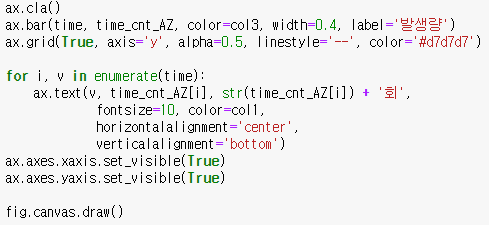 ax.cla()
ax.bar(time, time_cnt_AZ, color=col3, width=0.4, label='발생량')
ax.grid(True, axis='y', alpha=0.5, linestyle='--', color='#d7d7d7')
for i, v in enumerate(time):
    ax.text(v, time_cnt_AZ[i], str(time_cnt_AZ[i]) + '회',
            fontsize=10, color=col1,
            horizontalalignment='center',
            verticalalignment='bottom')
ax.axes.xaxis.set_visible(True)
ax.axes.yaxis.set_visible(True)
fig.canvas.draw()